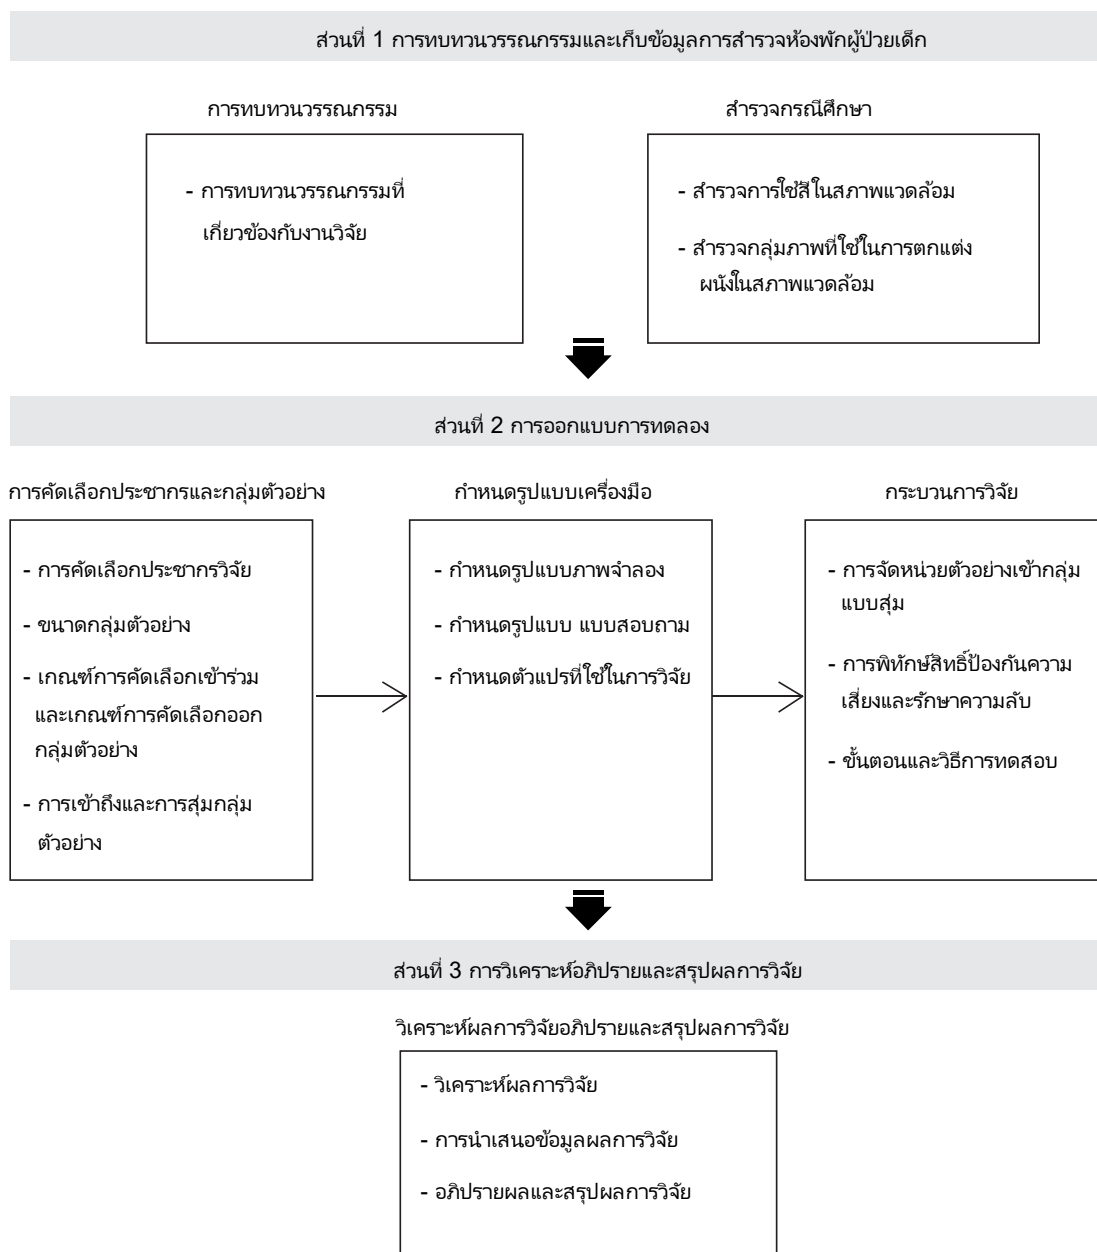 ส่วนที่ 1 การทบทวนวรรณกรรมและเก็บข้อมูลการสำรวจห้องพักผู้ป่วยเด็ก
การทบทวนวรรณกรรม
- การทบทวนวรรณกรรมที่
เกี่ยวข้องกับงานวิจัย
สำรวจกรณีศึกษา
- สำรวจการใช้สีในสภาพแวดล้อม
- สำรวจกลุ่มภาพที่ใช้ในการตกแต่ง
ผนังในสภาพแวดล้อม
ส่วนที่ 2 การออกแบบการทดลอง
การคัดเลือกประชากรและกลุ่มตัวอย่าง
- การคัดเลือกประชากรวิจัย
- ขนาดกลุ่มตัวอย่าง
- เกณฑ์การคัดเลือกเข้าร่วม
และเกณฑ์การคัดเลือกออก
กลุ่มตัวอย่าง
- การเข้าถึงและการสุ่มกลุ่ม
ตัวอย่าง
กำหนดรูปแบบเครื่องมือ
- กำหนดรูปแบบภาพจำลอง
- กำหนดรูปแบบ แบบสอบถาม
- กำหนดตัวแปรที่ใช้ในการวิจัย
กระบวนการวิจัย
- การจัดหน่วยตัวอย่างเข้ากลุ่ม
แบบสุ่ม
- การพิทักษ์สิทธิ์ป้องกันความ
เสี่ยงและรักษาความลับ
- ขั้นตอนและวิธีการทดสอบ
ส่วนที่ 3 การวิเคราะห์อภิปรายและสรุปผลการวิจัย
วิเคราะห์ผลการวิจัยอภิปรายและสรุปผลการวิจัย
- วิเคราะห์ผลการวิจัย
- การนำเสนอข้อมูลผลการวิจัย
- อภิปรายผลและสรุปผลการวิจัย